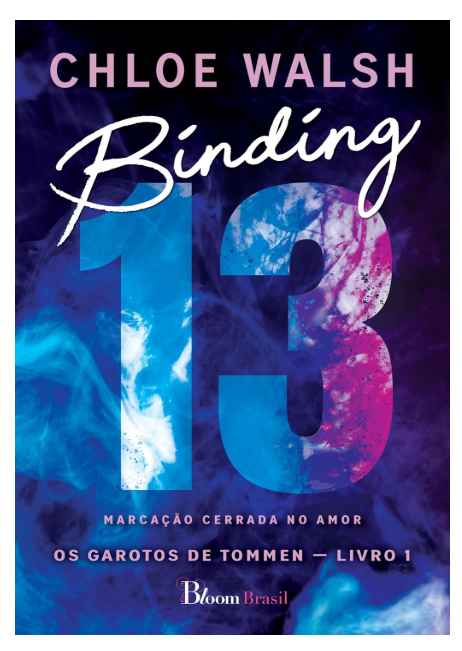 CHLOE WALSH
Binding
13
MARCAÇÃO CERRADA NO AMOR
OS GAROTOS DE TOMMEN — LIVRO 1
Bloom Brasil